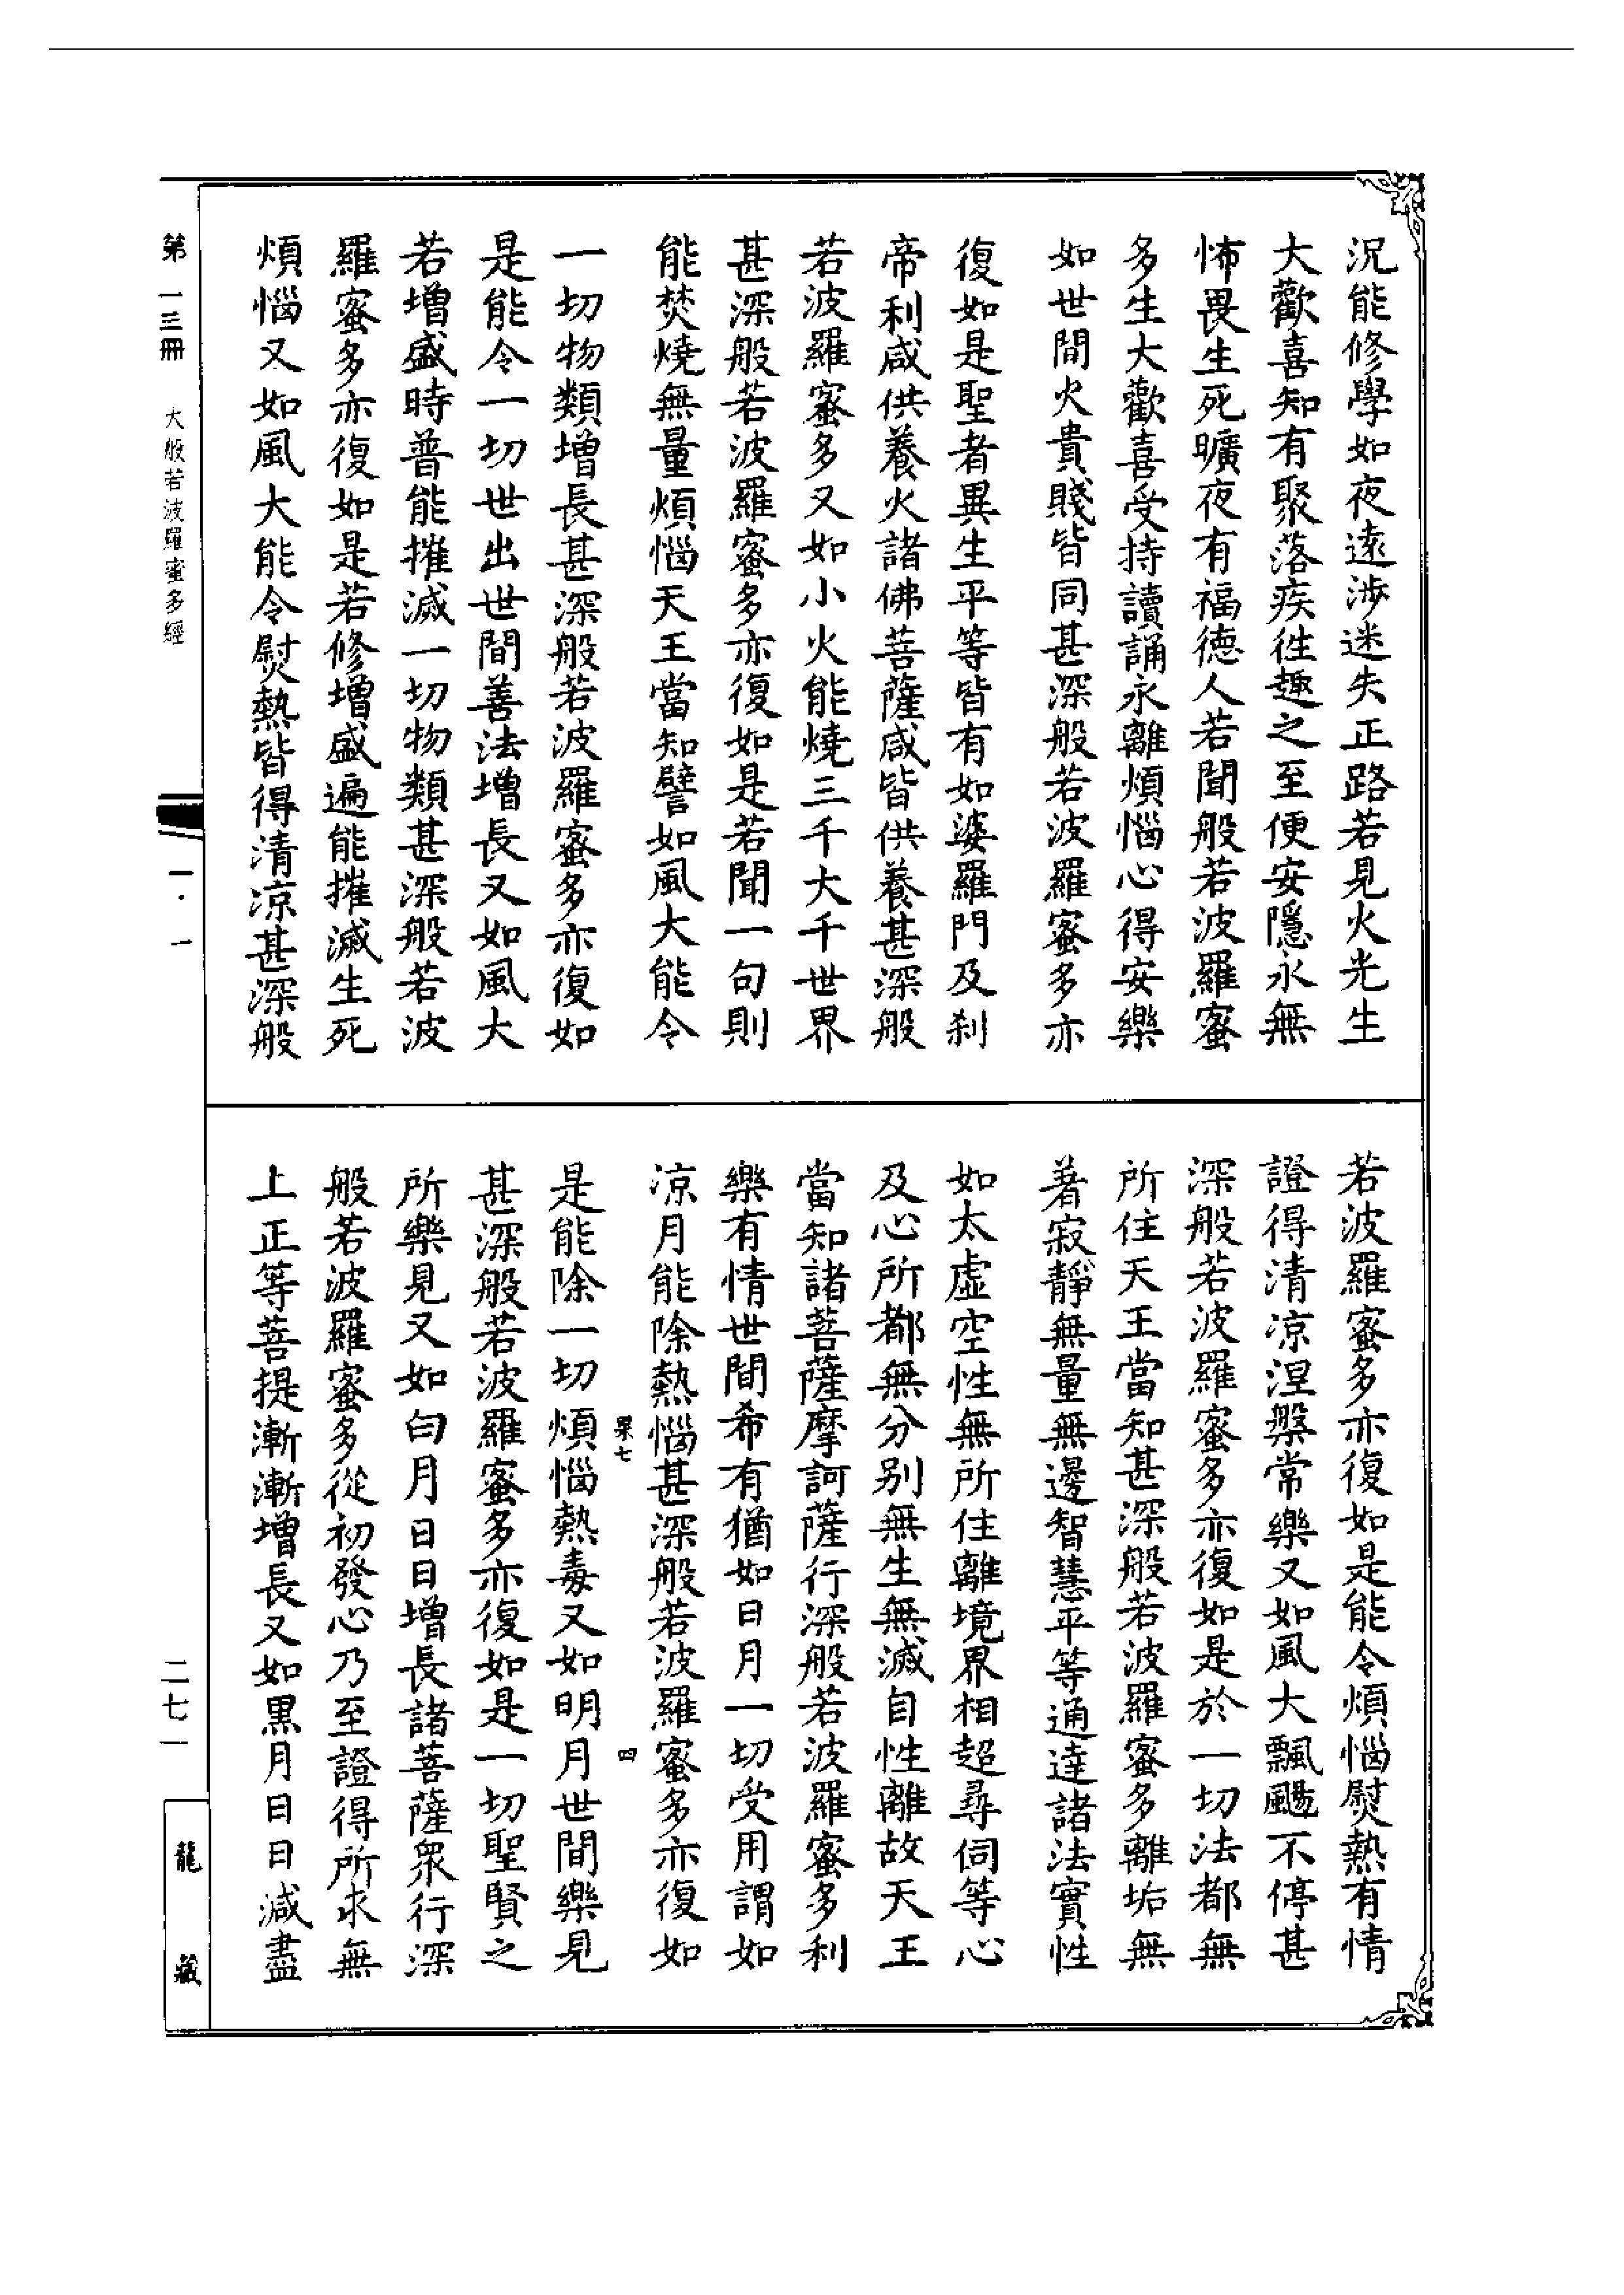 況能修學如夜遠涉迷失正路若見火光生
大歡喜知有聚落疾徃趣之至便安隱永無
怖畏生死曠夜有福德人若聞般若波羅蜜
多生大歡喜受持讀誦永離煩惱心得安樂
如世間火貴賤皆同甚深般若波羅蜜多亦
復如是聖者異生平等皆有如婆羅門及刹
帝利咸供養火諸佛菩薩咸皆供養甚深般
若波羅蜜多又如小火能燒三千大千世界
甚深般若波羅蜜多亦復如是若聞一句則
能焚燒無量煩惱天王當知譬如風大能令
一切物類增長甚深般若波羅蜜多亦復如
是能令一切世出世間善法增長又如風大
若增盛時普能摧滅一切物類甚深般若波
羅蜜多亦復如是若修增盛遍能摧滅生死
煩惱又如風大能令熨熱皆得清凉甚深般
若波羅蜜多亦復如是能令煩惱熨熱有情
證得清凉涅槃常樂又如風大飄颺不停甚
深般若波羅蜜多亦復如是於一切法都無
所住天王當知甚深般若波羅蜜多離垢無
著寂靜無量無邊智慧平等通達諸法實性
如太虛空性無所住離境界相超尋伺等心
及心所都無分別無生無滅自性離故天王
當知諸菩薩摩訶薩行深般若波羅蜜多利
樂有情世間希有猶如日月一切受用謂如
凉月能除熱惱甚深般若波羅蜜多亦復如
杲七 四
是能除一切煩惱熱毒又如明月世間樂見
甚深般若波羅蜜多亦復如是一切聖賢之
所樂見又如白月日日增長諸菩薩衆行深
般若波羅蜜多從初發心乃至證得所求無
上正等菩提漸漸增長又如黒月日日減盡
第一三冊 大般若波羅蜜多經
一·一
二七一
龍藏